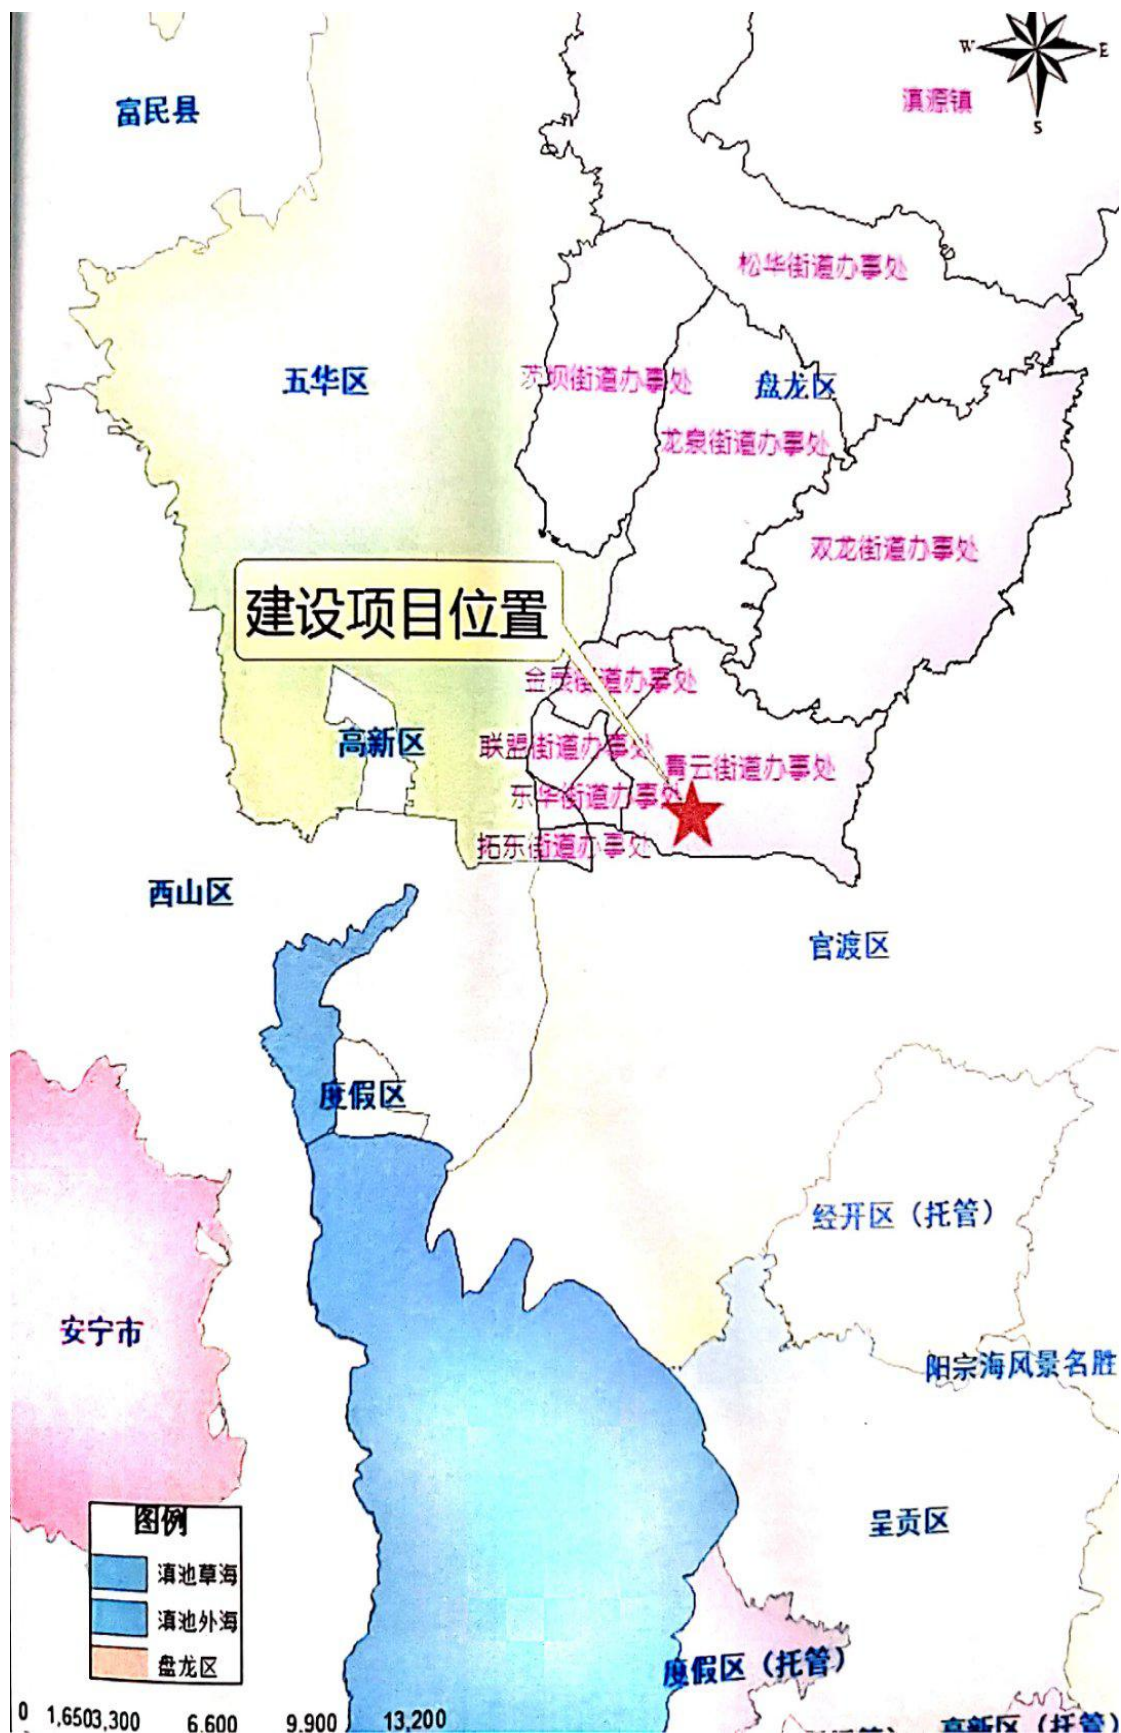 W
E
S
富民县
滇源镇
松华街道办事处
五华区
茨坝街道办事处
盘龙区
龙泉街道办事处
双龙街道办事处
建设项目位置
金辰街道办事处
高新区
联盟街道办事处
青云街道办事处
东华街道办事处
拓东街道办事处
西山区
官渡区
度假区
经开区（托管）
安宁市
阳宗海风景名胜
图例
滇池草海
滇池外海
盘龙区
呈贡区
度假区（托管）
高新区（托管）
0 1,6503,300 6,600 9,900 13,200